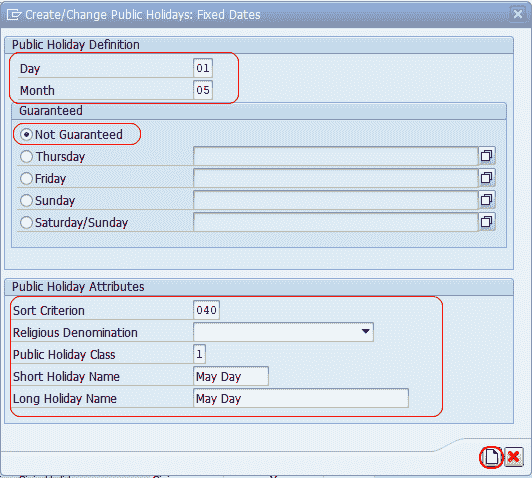 Create/Change Public Holidays: Fixed Dates
Public Holiday Definition
Day 01
Month 05
Guaranteed
Not Guaranteed
Thursday
Friday
Sunday
Saturday/Sunday
Public Holiday Attributes
Sort Criterion 040
Religious Denomination
Public Holiday Class 1
Short Holiday Name May Day
Long Holiday Name May Day